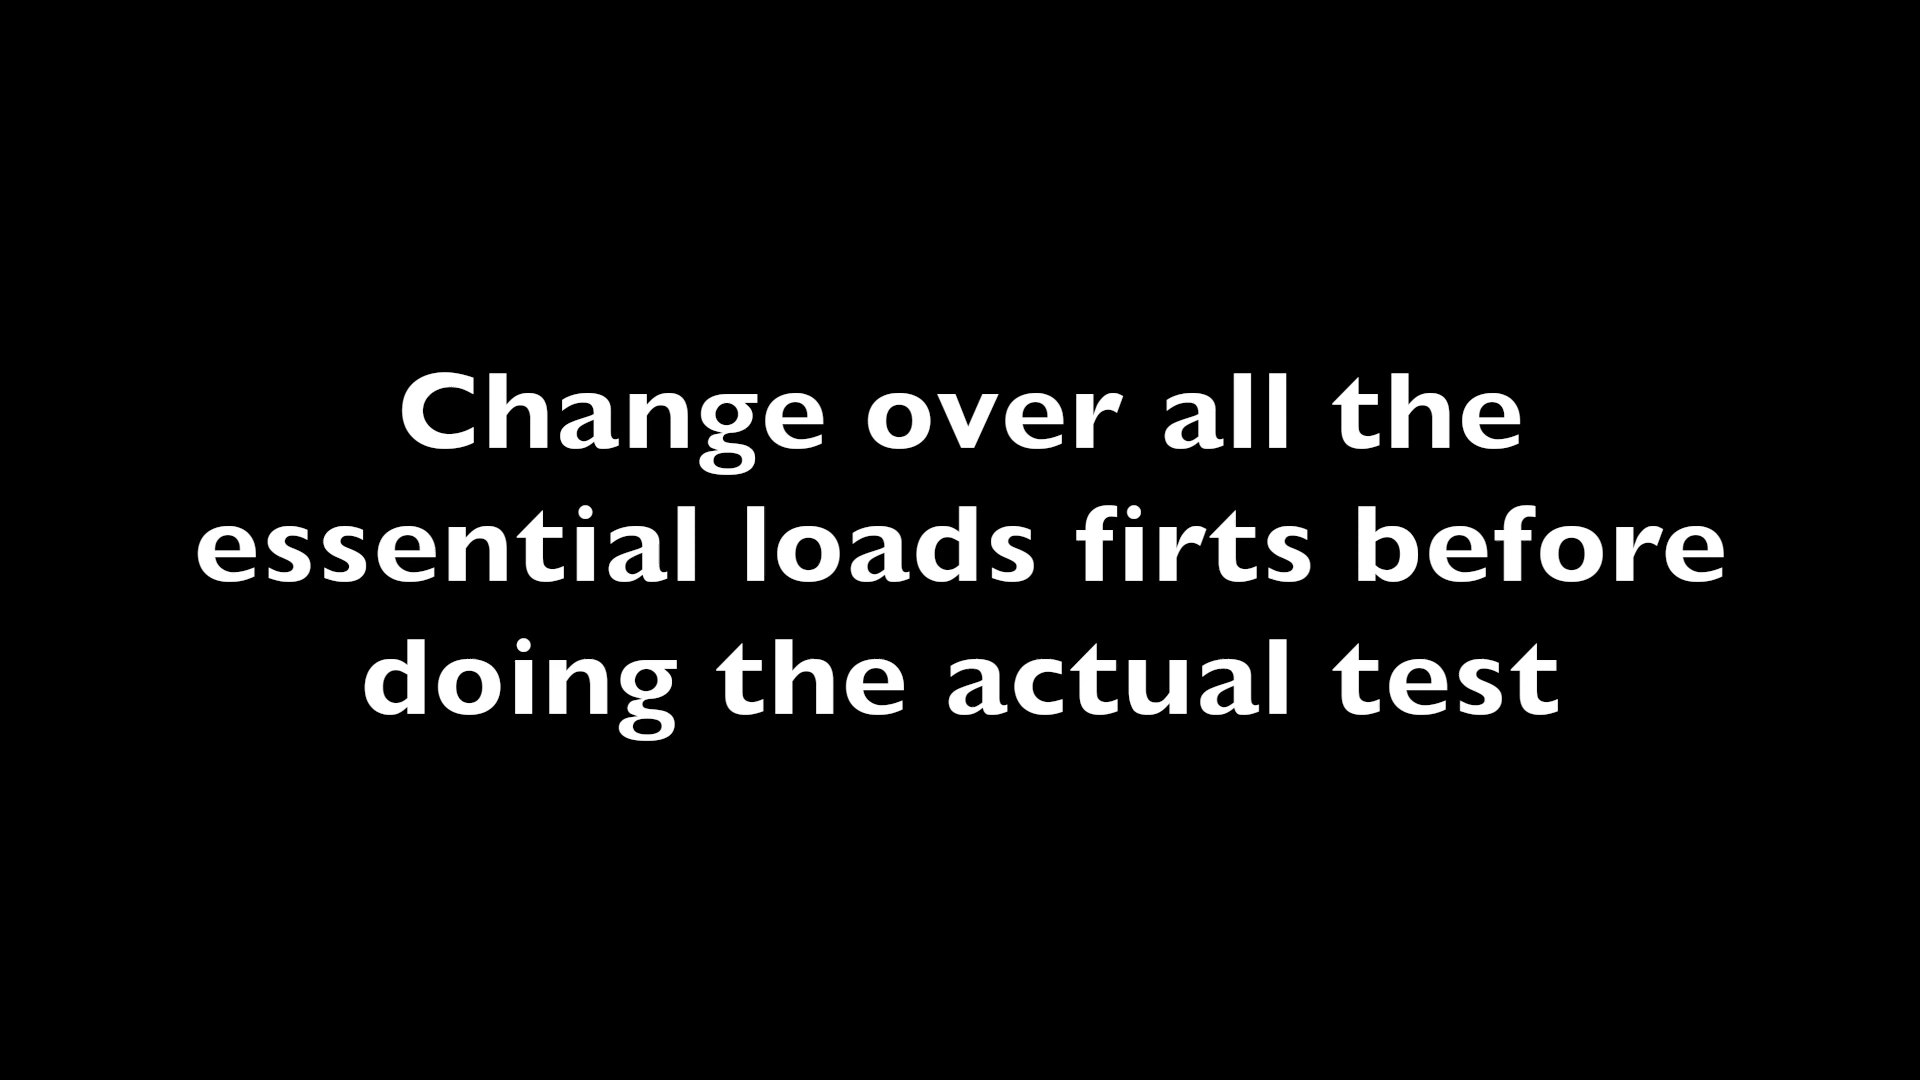 Change over all the
essential loads firts before
doing the actual test